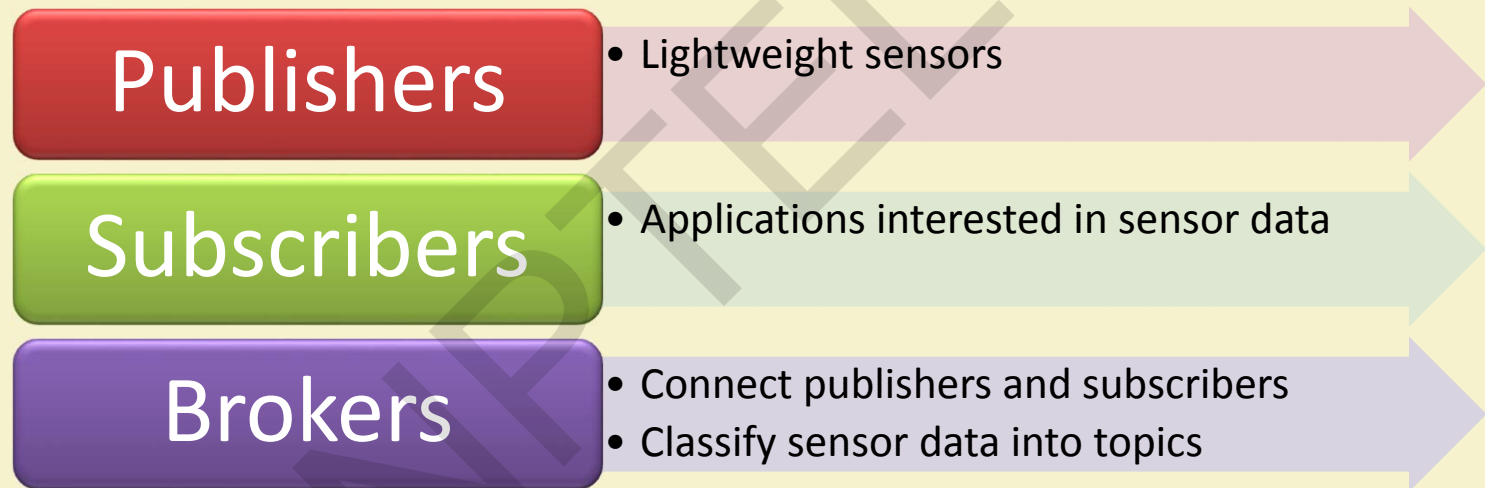 Publishers
• Lightweight sensors
Subscribers
• Applications interested in sensor data
Brokers
• Connect publishers and subscribers
• Classify sensor data into topics
NPTEL